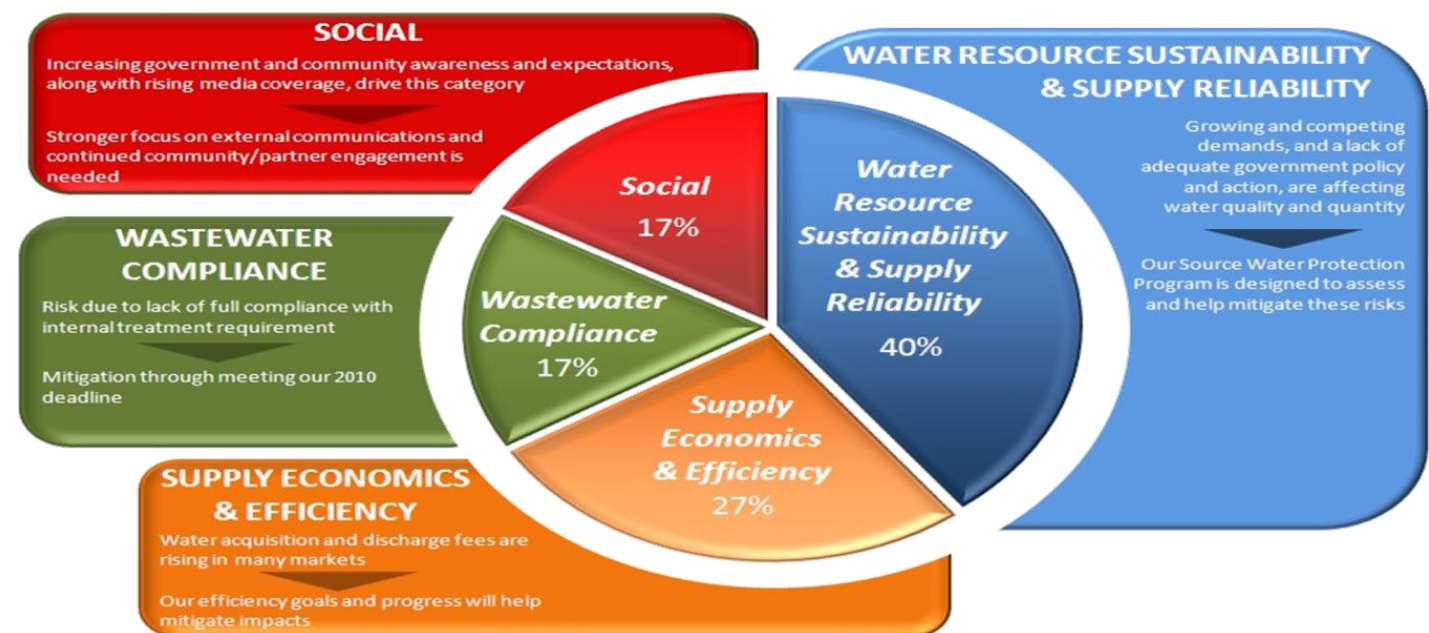 SOCIAL
Increasing government and community awareness and expectations,
along with rising media coverage, drive this category
Stronger focus on external communications and
continued community/partner engagement is
needed
WASTEWATER
COMPLIANCE
Risk due to lack of full compliance with
internal treatment requirement
Mitigation through meeting our 2010
deadline
SUPPLY ECONOMICS
& EFFICIENCY
Water acquisition and discharge fees are
rising in many markets
Our efficiency goals and progress will help
mitigate impacts
Social
17%
Wastewater
Compliance
17%
Supply
Economics
& Efficiency
27%
Water
Resource
Sustainability
& Supply
Reliability
40%
WATER RESOURCE SUSTAINABILITY
& SUPPLY RELIABILITY
Growing and competing
demands, and a lack of
adequate government policy
and action, are affecting
water quality and quantity
Our Source Water Protection
Program is designed to assess
and help mitigate these risks